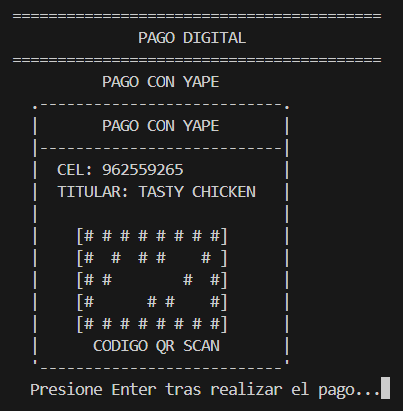 =========================================
PAGO DIGITAL
=========================================
PAGO CON YAPE
.---------------------------.
|       PAGO CON YAPE       |
|---------------------------|
|  CEL: 962559265           |
|  TITULAR: TASTY CHICKEN   |
|                           |
|    [# # # # # # # #]      |
|    [#  #  # #    # ]      |
|    [# #        #  #]      |
|    [#      # #    #]      |
|    [# # # # # # # #]      |
|      CODIGO QR SCAN       |
'---------------------------'
Presione Enter tras realizar el pago...